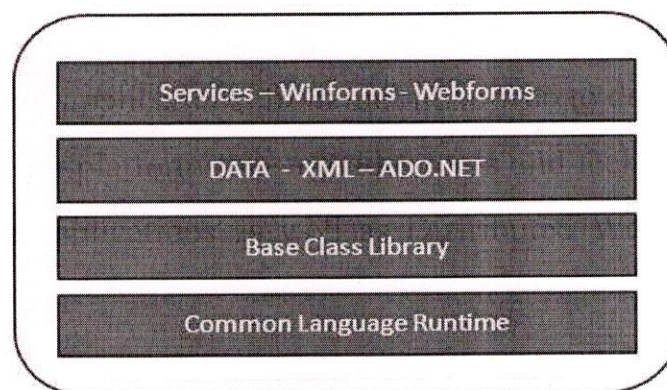 Services – Winforms - Webforms
DATA - XML – ADO.NET
Base Class Library
Common Language Runtime